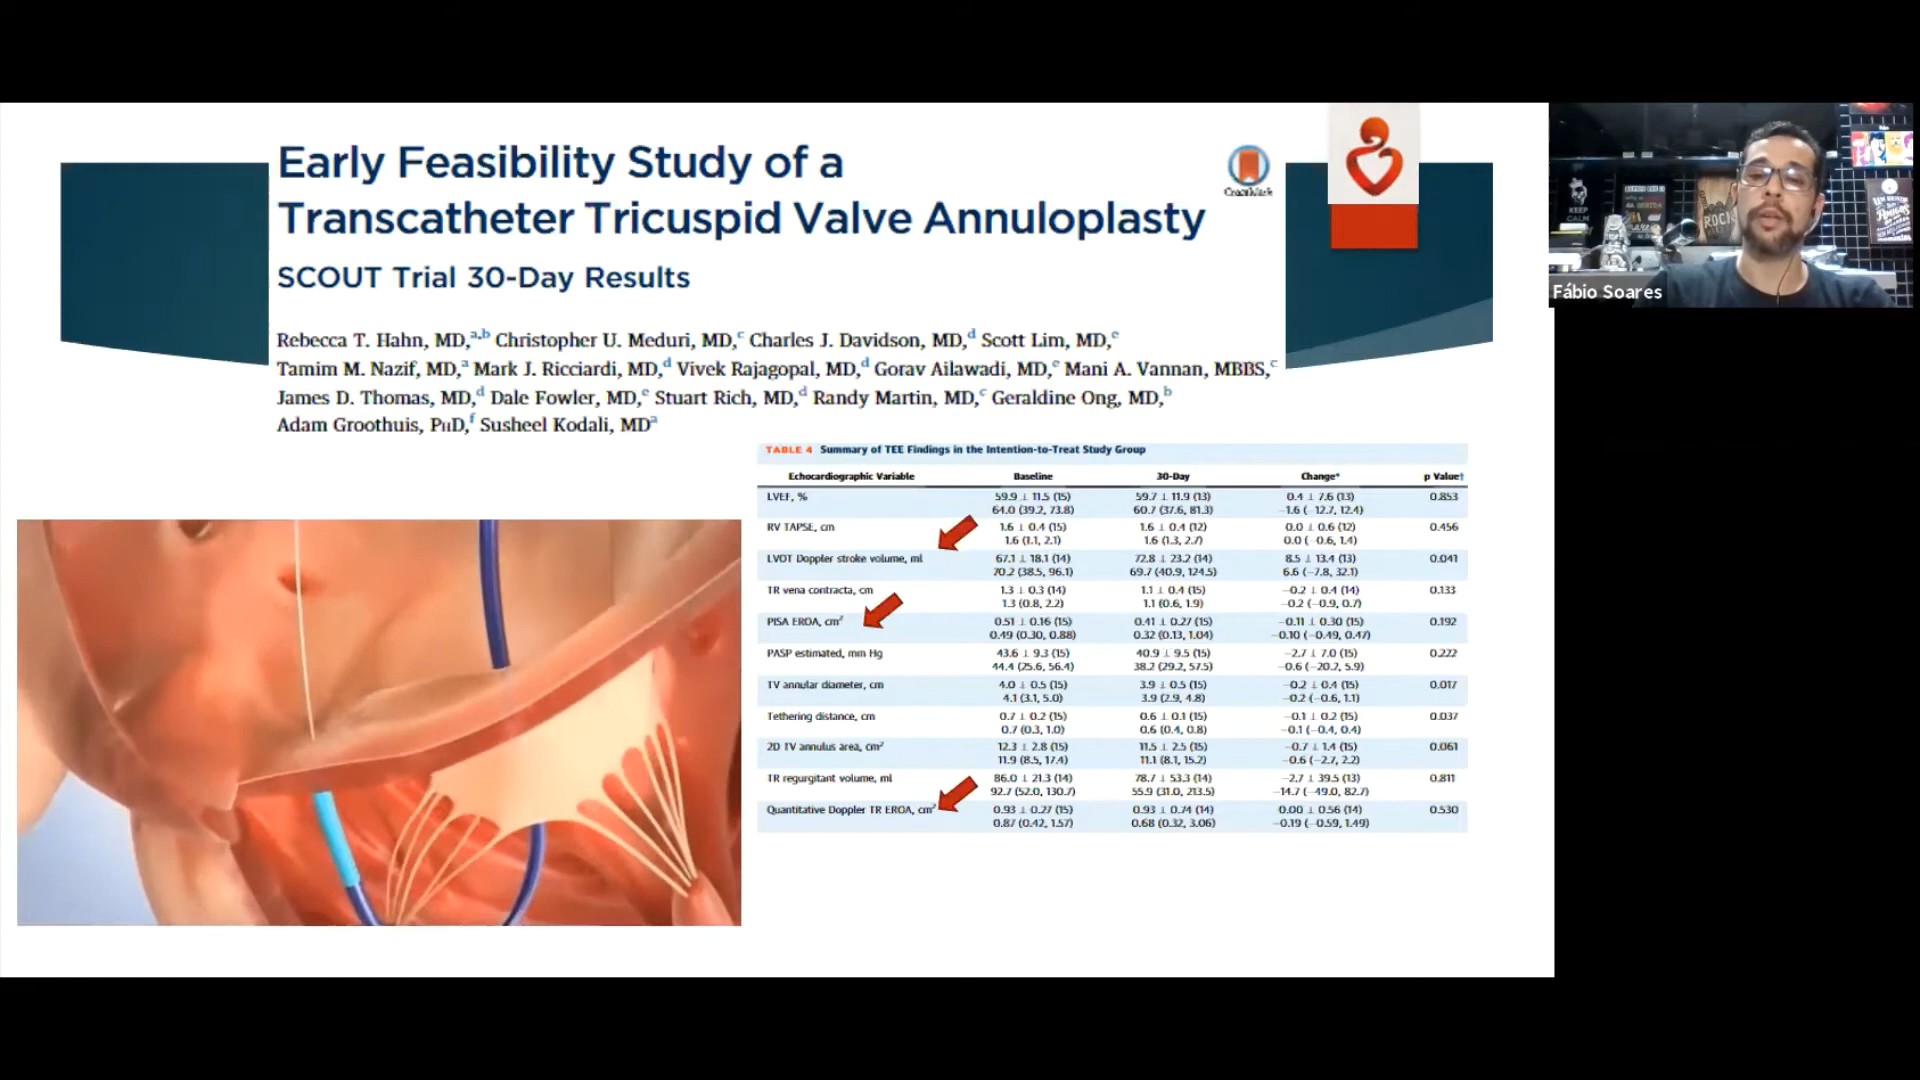 Early Feasibility Study of a
Transcatheter Tricuspid Valve Annuloplasty
SCOUT Trial 30-Day Results
CrossMark
Rebecca T. Hahn, MD,a,b Christopher U. Meduri, MD,c Charles J. Davidson, MD,d Scott Lim, MD,e
Tamim M. Nazif, MD,a Mark J. Ricciardi, MD,d Vivek Rajagopal, MD,d Gorav Ailawadi, MD,e Mani A. Vannan, MBBS,c
James D. Thomas, MD,d Dale Fowler, MD,e Stuart Rich, MD,d Randy Martin, MD,c Geraldine Ong, MD,b
Adam Groothuis, PHD,f Susheel Kodali, MDa
TABLE 4 Summary of TEE Findings in the Intention-to-Treat Study Group
Echocardiographic Variable Baseline 30-Day Change* p Value†
LVEF, % 59.9 ± 11.5 (15) 59.7 ± 11.9 (13) 0.4 ± 7.6 (13) 0.853
64.0 (39.2, 73.8) 60.7 (37.6, 81.3) −1.6 (−12.7, 12.4)
RV TAPSE, cm 1.6 ± 0.4 (15) 1.6 ± 0.4 (12) 0.0 ± 0.6 (12) 0.456
1.6 (1.1, 2.1) 1.6 (1.3, 2.7) 0.0 (−0.6, 1.4)
LVOT Doppler stroke volume, ml 67.1 ± 18.1 (14) 72.8 ± 23.2 (14) 8.5 ± 13.4 (13) 0.041
70.2 (38.5, 96.1) 69.7 (40.9, 124.5) 6.6 (−7.8, 32.1)
TR vena contracta, cm 1.3 ± 0.3 (14) 1.1 ± 0.4 (15) −0.2 ± 0.4 (14) 0.133
1.3 (0.8, 2.2) 1.1 (0.6, 1.9) −0.2 (−0.9, 0.7)
PISA EROA, cm² 0.51 ± 0.16 (15) 0.41 ± 0.27 (15) −0.11 ± 0.30 (15) 0.192
0.49 (0.30, 0.88) 0.32 (0.13, 1.04) −0.10 (−0.49, 0.47)
PASP estimated, mm Hg 43.6 ± 9.3 (15) 40.9 ± 9.5 (15) −2.7 ± 7.0 (15) 0.222
44.4 (25.6, 56.4) 38.2 (29.2, 57.5) −0.6 (−20.2, 5.9)
TV annular diameter, cm 4.0 ± 0.5 (15) 3.9 ± 0.5 (15) −0.2 ± 0.4 (15) 0.017
4.1 (3.1, 5.0) 3.9 (2.9, 4.8) −0.2 (−0.6, 1.1)
Tethering distance, cm 0.7 ± 0.2 (15) 0.6 ± 0.1 (15) −0.1 ± 0.2 (15) 0.037
0.7 (0.3, 1.0) 0.6 (0.4, 0.8) −0.1 (−0.4, 0.4)
2D TV annulus area, cm² 12.3 ± 2.8 (15) 11.5 ± 2.5 (15) −0.7 ± 1.4 (15) 0.061
11.9 (8.5, 17.4) 11.1 (8.1, 15.2) −0.6 (−2.7, 2.2)
TR regurgitant volume, ml 86.0 ± 21.3 (14) 78.7 ± 53.3 (14) −2.7 ± 39.5 (13) 0.811
92.7 (52.0, 130.7) 55.9 (31.0, 213.5) −14.7 (−49.0, 82.7)
Quantitative Doppler TR EROA, cm² 0.93 ± 0.27 (15) 0.93 ± 0.74 (14) 0.00 ± 0.56 (14) 0.530
0.87 (0.42, 1.57) 0.68 (0.32, 3.06) −0.19 (−0.59, 1.49)
KEEP
CALM
ROCK
Fábio Soares